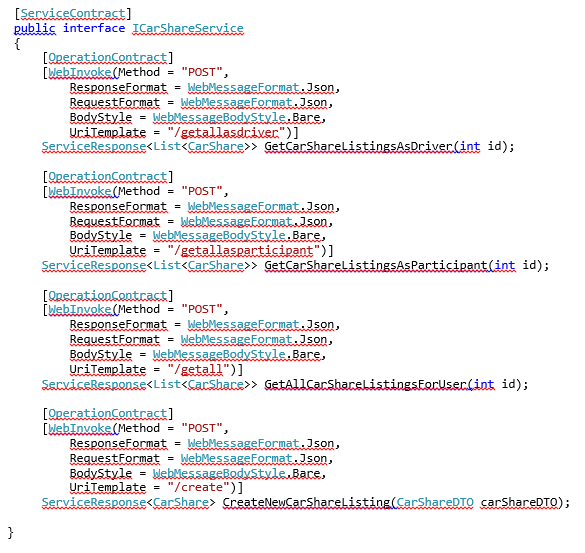 [ServiceContract]
public interface ICarShareService
{
[OperationContract]
[WebInvoke(Method = "POST",
ResponseFormat = WebMessageFormat.Json,
RequestFormat = WebMessageFormat.Json,
BodyStyle = WebMessageBodyStyle.Bare,
UriTemplate = "/getallasdriver")]
ServiceResponse<List<CarShare>> GetCarShareListingsAsDriver(int id);
[OperationContract]
[WebInvoke(Method = "POST",
ResponseFormat = WebMessageFormat.Json,
RequestFormat = WebMessageFormat.Json,
BodyStyle = WebMessageBodyStyle.Bare,
UriTemplate = "/getallasparticipant")]
ServiceResponse<List<CarShare>> GetCarShareListingsAsParticipant(int id);
[OperationContract]
[WebInvoke(Method = "POST",
ResponseFormat = WebMessageFormat.Json,
RequestFormat = WebMessageFormat.Json,
BodyStyle = WebMessageBodyStyle.Bare,
UriTemplate = "/getall")]
ServiceResponse<List<CarShare>> GetAllCarShareListingsForUser(int id);
[OperationContract]
[WebInvoke(Method = "POST",
ResponseFormat = WebMessageFormat.Json,
RequestFormat = WebMessageFormat.Json,
BodyStyle = WebMessageBodyStyle.Bare,
UriTemplate = "/create")]
ServiceResponse<CarShare> CreateNewCarShareListing(CarShareDTO carShareDTO);
}